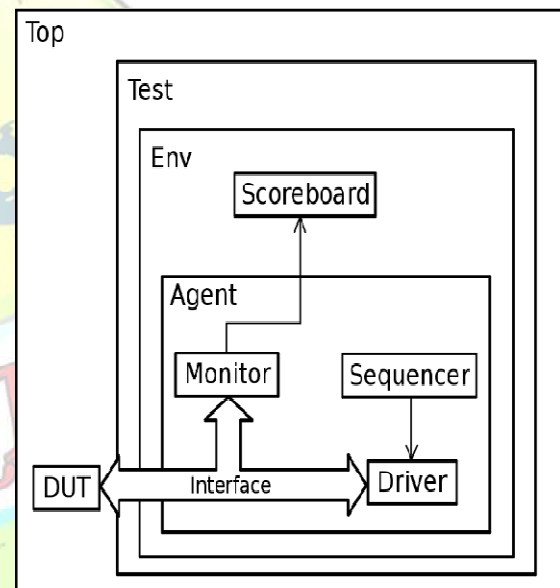 Top
Test
Env
Scoreboard
Agent
Monitor
Sequencer
DUT
Interface
Driver